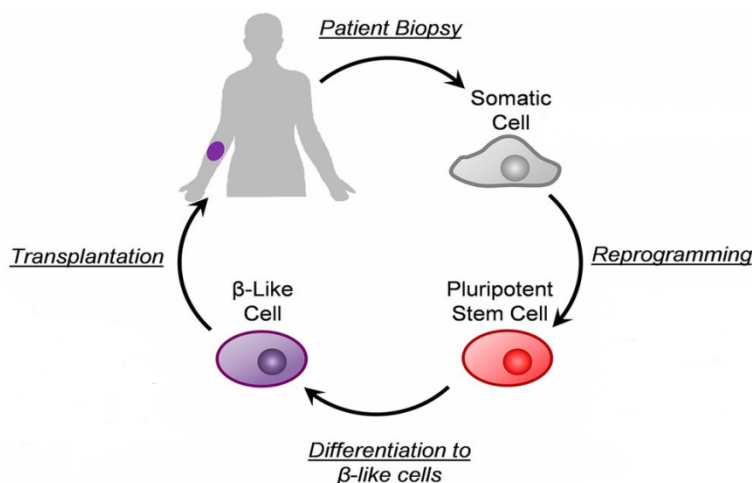 Patient Biopsy
Somatic
Cell
Reprogramming
Pluripotent
Stem Cell
Differentiation to
β-like cells
β-Like
Cell
Transplantation